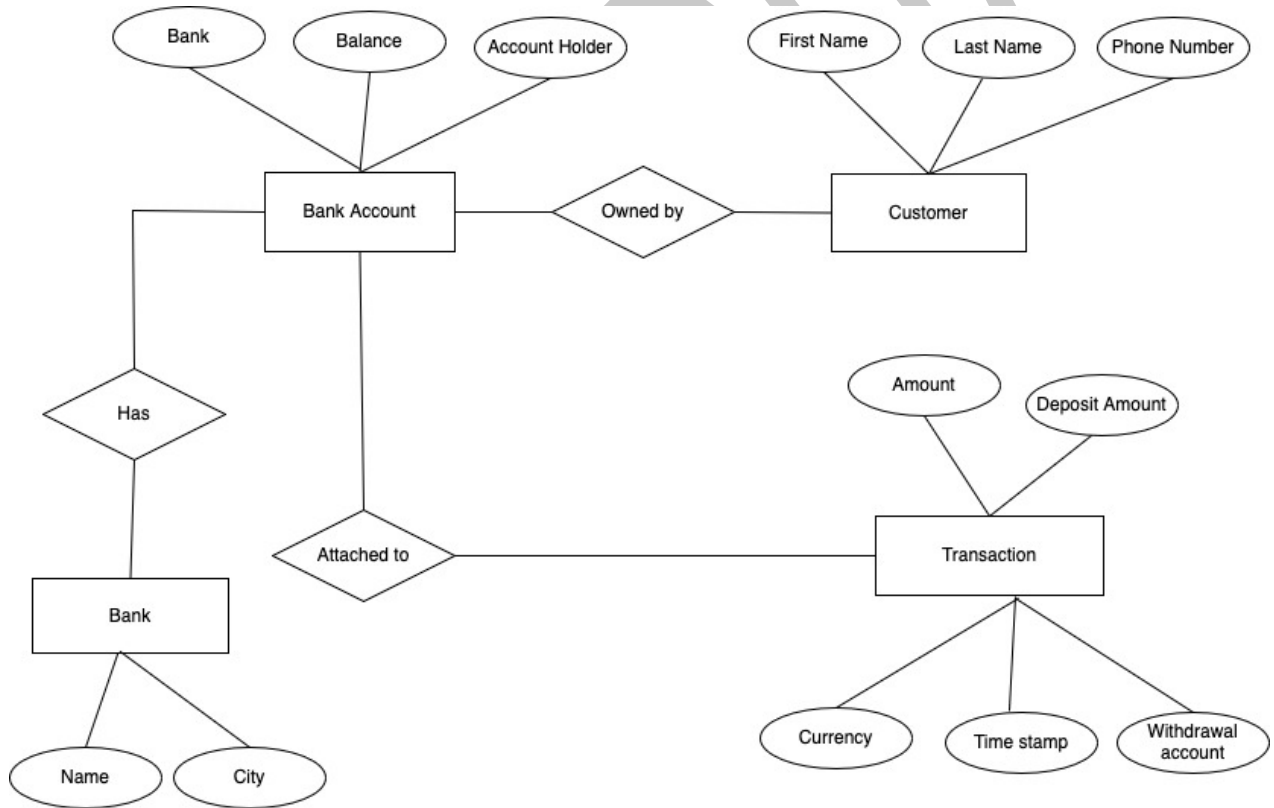 Bank
Balance
Account Holder
First Name
Last Name
Phone Number
Bank Account
Owned by
Customer
Has
Amount
Deposit Amount
Attached to
Transaction
Bank
Currency
Time stamp
Withdrawal
account
Name
City